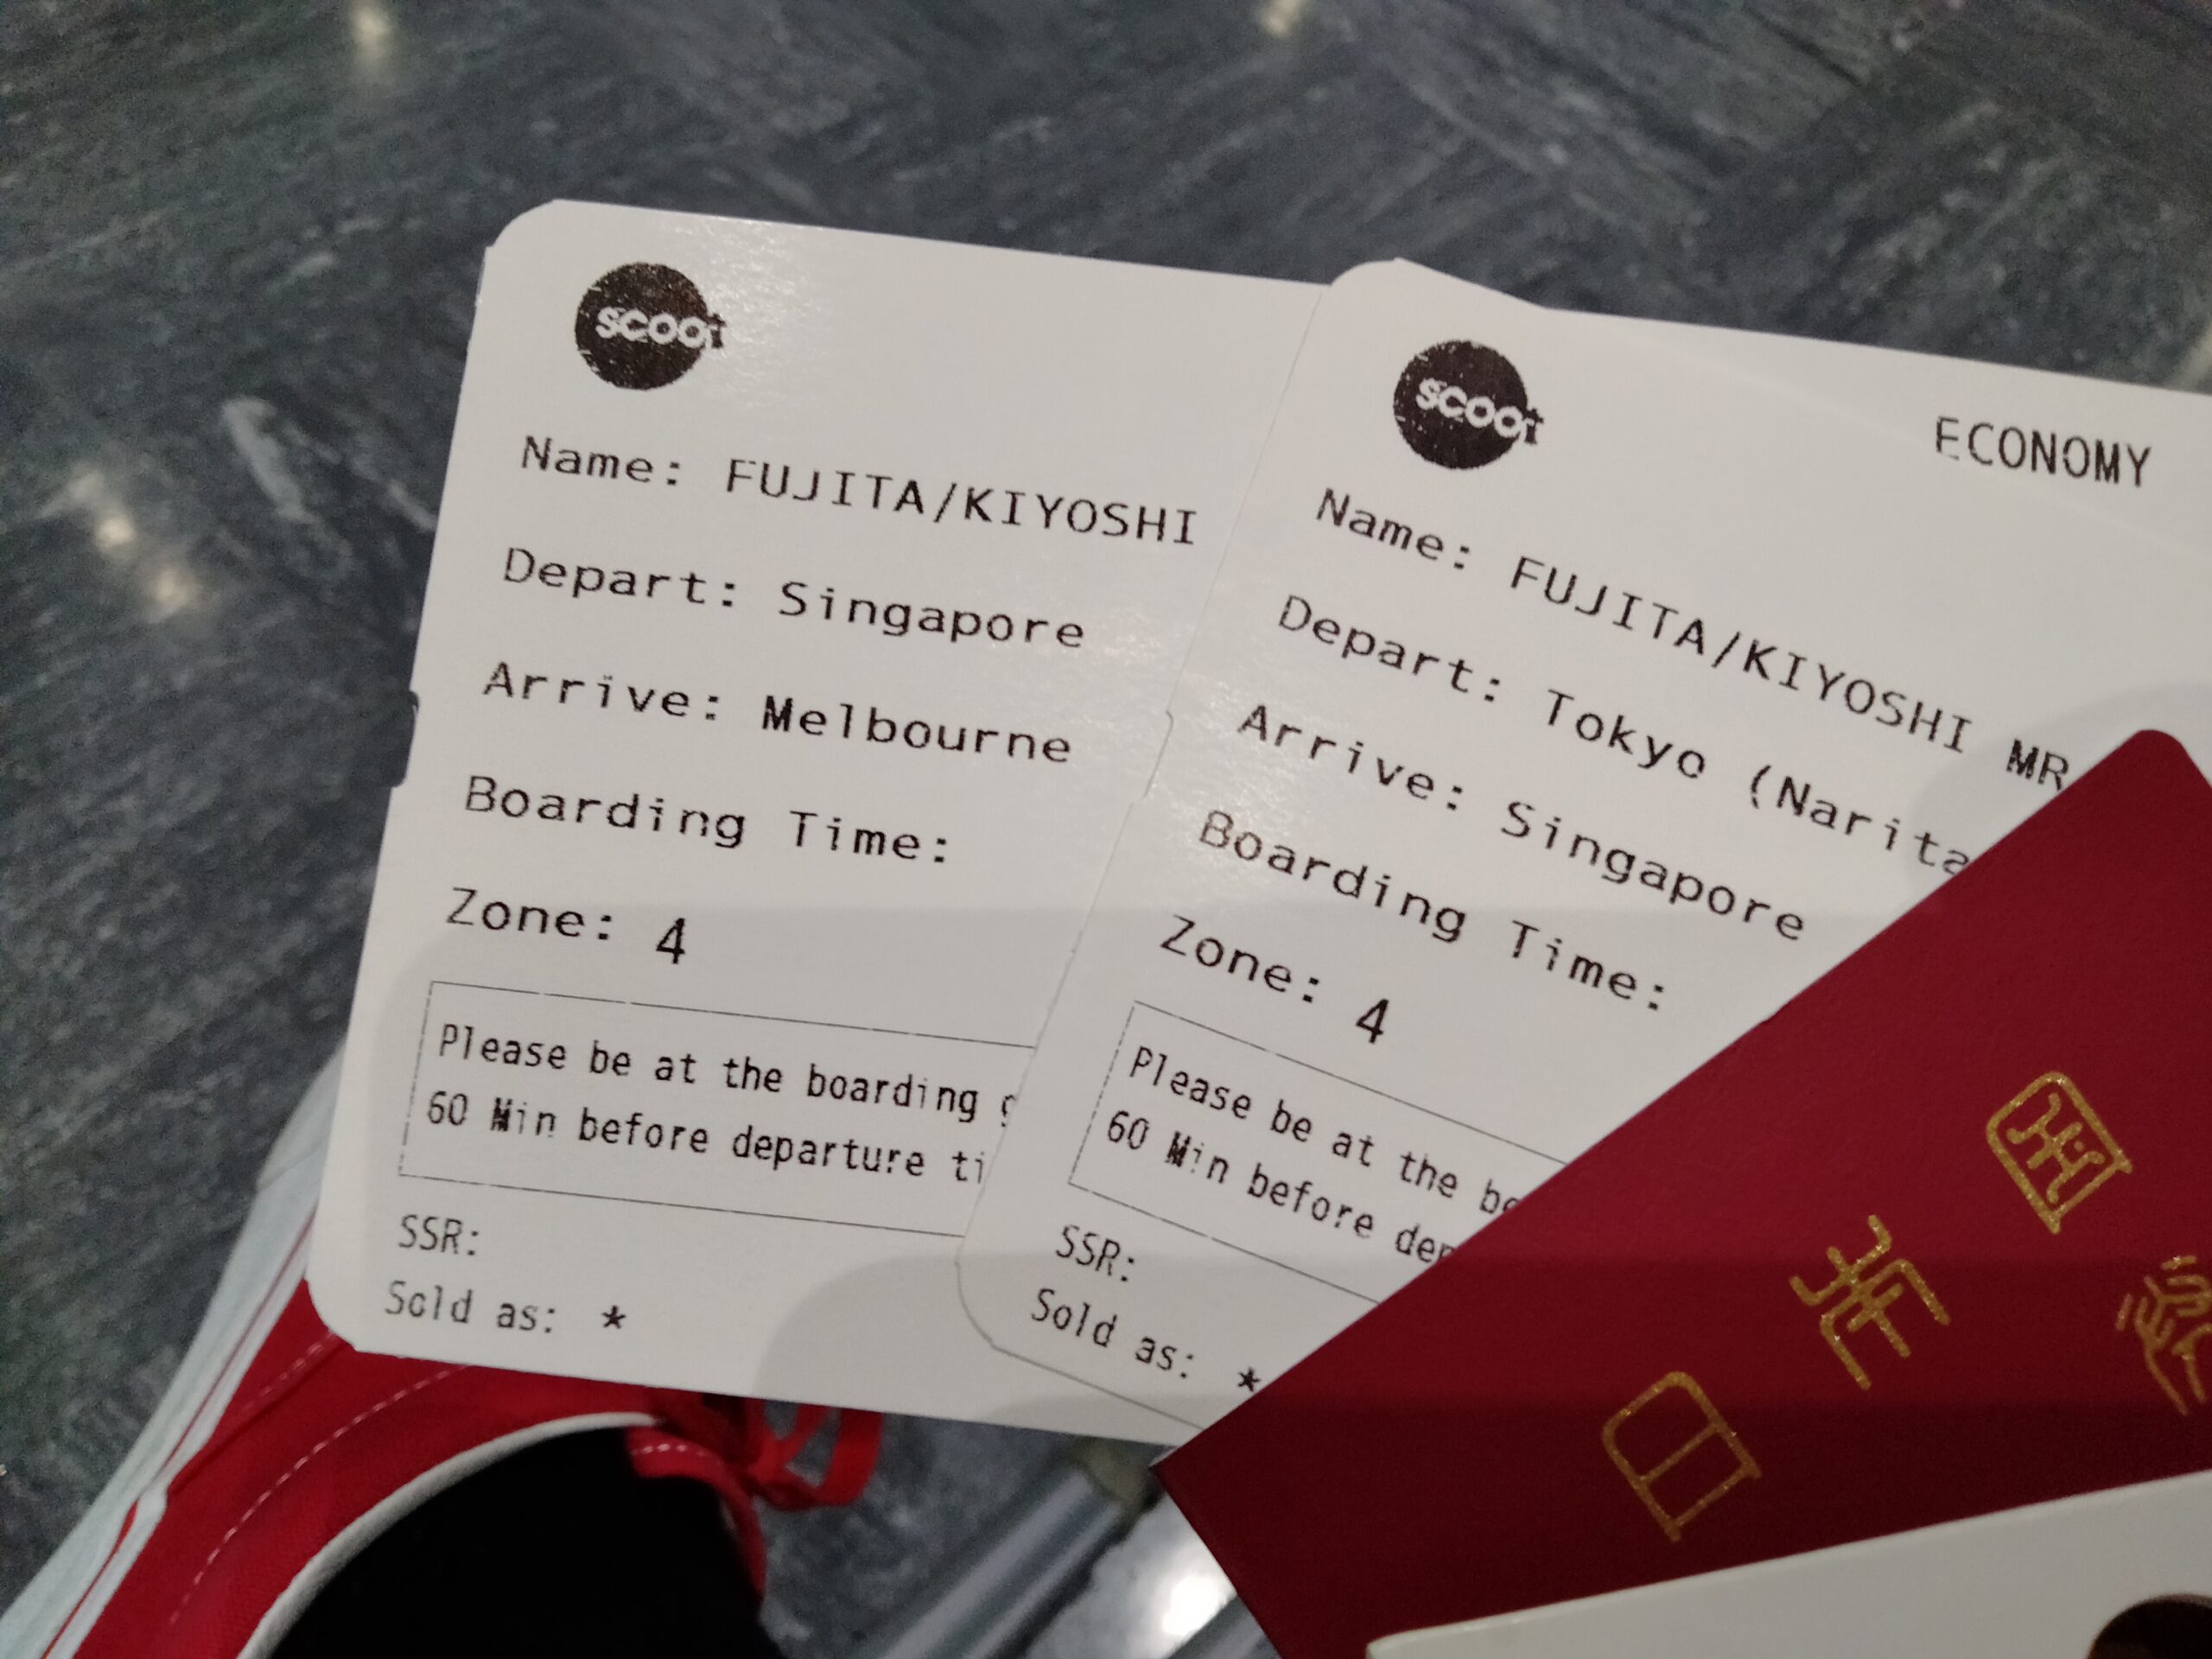 scoot
Name: FUJITA/KIYOSHI
Depart: Singapore
Arrive: Melbourne
Boarding Time:
Zone: 4
Please be at the boarding
60 Min before departure
SSR:
Sold as: *
scoot
ECONOMY
Name: FUJITA/KIYOSHI MR
Depart: Tokyo (Narita
Arrive: Singapore
Boarding Time:
Zone: 4
Please be at the
60 Min before
SSR:
Sold as: *
日本国